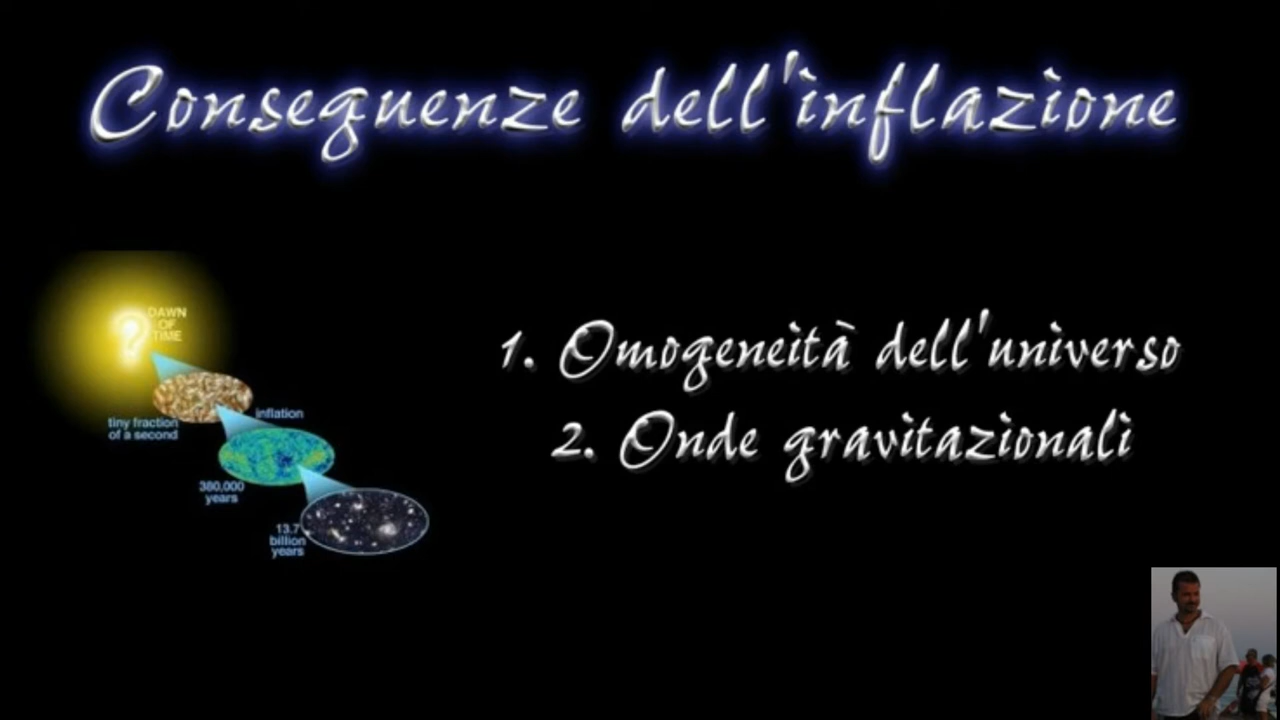 Conseguenze dell'inflazione
DAWN
OF
TIME
tiny fraction
of a second
inflation
380,000
years
13.7
billion
years
1. Omogeneità dell'universo
2. Onde gravitazionali